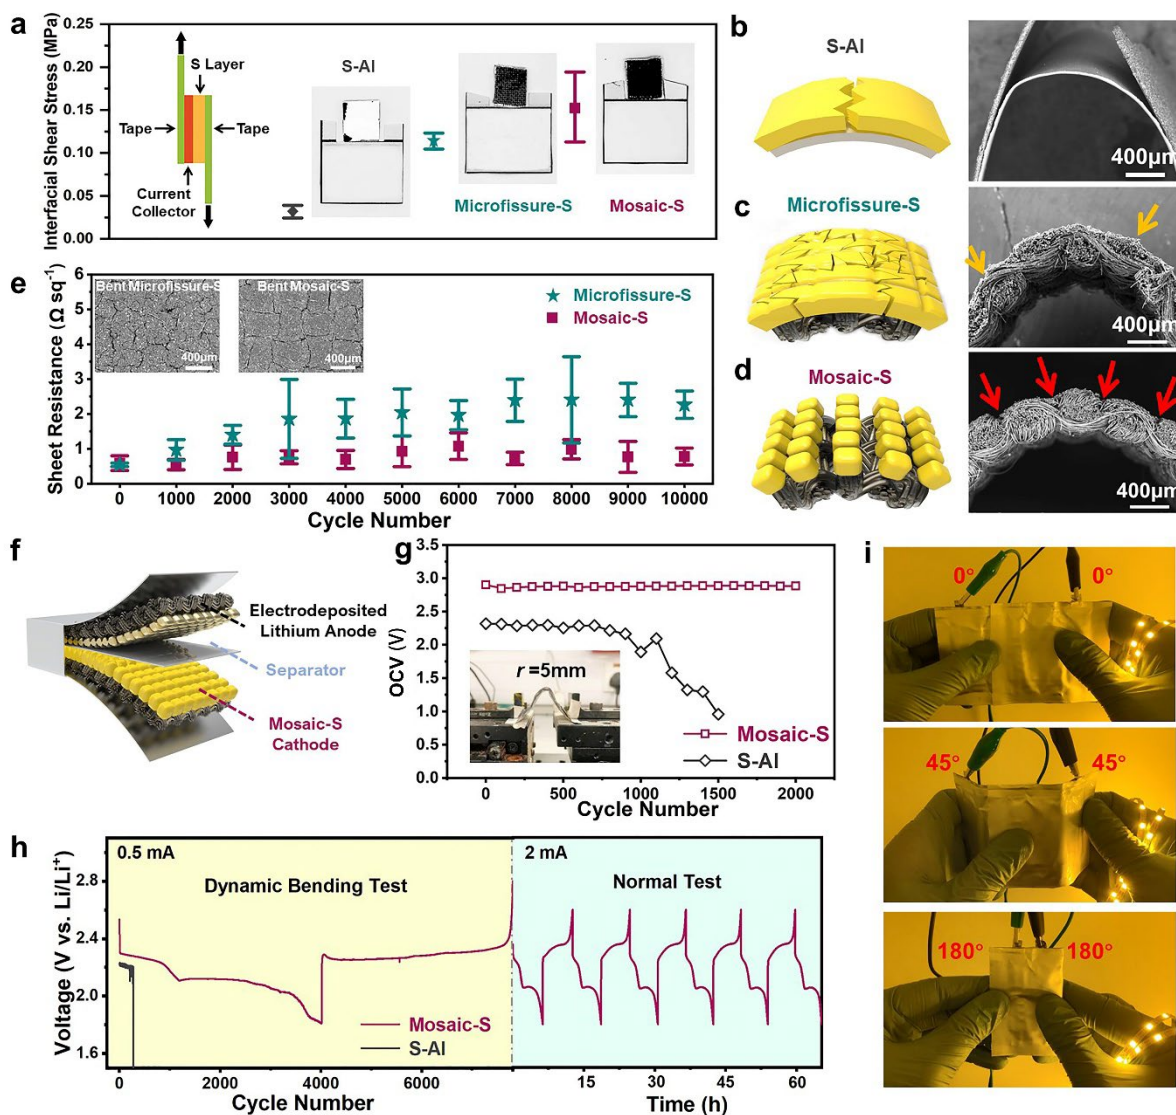 a
Interfacial Shear Stress (MPa)
0.25
0.20
0.15
0.10
0.05
0.00
S Layer
Tape
Tape
Current
Collector
S-Al
Microfissure-S
Mosaic-S
b
S-Al
400μm
c
Microfissure-S
400μm
d
Mosaic-S
400μm
e
Sheet Resistance (Ω sq⁻¹)
6
5
4
3
2
1
0
Bent Microfissure-S
400μm
Bent Mosaic-S
400μm
Microfissure-S
Mosaic-S
0 1000 2000 3000 4000 5000 6000 7000 8000 9000 10000
Cycle Number
f
Electrodeposited
Lithium Anode
Separator
Mosaic-S
Cathode
g
OCV (V)
3.5
3.0
2.5
2.0
1.5
1.0
0.5
0.0
r =5mm
Mosaic-S
S-Al
0 500 1000 1500 2000
Cycle Number
h
Voltage (V vs. Li/Li⁺)
2.8
2.4
2.0
1.6
0.5 mA
Dynamic Bending Test
Mosaic-S
S-Al
0 2000 4000 6000
Cycle Number
2 mA
Normal Test
15 30 45 60
Time (h)
i
0° 0°
45° 45°
180° 180°